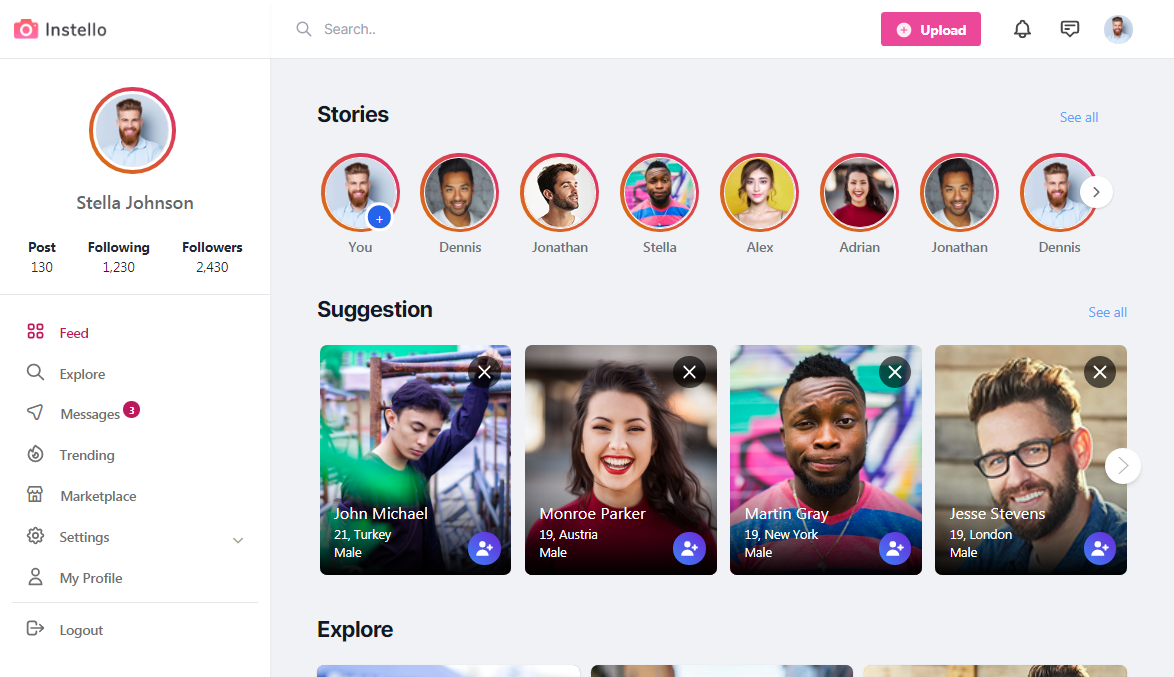 Instello
Search..
Upload
Stella Johnson
Post Following Followers
130 1,230 2,430
Feed
Explore
Messages 3
Trending
Marketplace
Settings
My Profile
Logout
Stories See all
You Dennis Jonathan Stella Alex Adrian Jonathan Dennis
Suggestion See all
John Michael
21, Turkey
Male
Monroe Parker
19, Austria
Male
Martin Gray
19, New York
Male
Jesse Stevens
19, London
Male
Explore